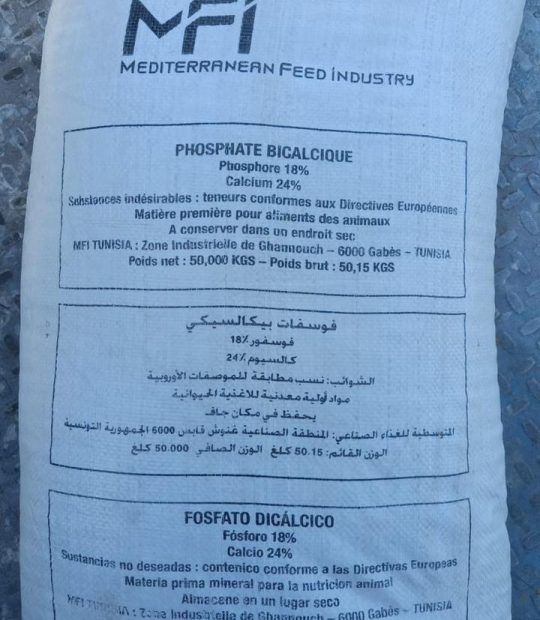 MFI
MEDITERRANEAN FEED INDUSTRY
PHOSPHATE BICALCIQUE
Phosphore 18%
Calcium 24%
Substances indésirables : teneurs conformes aux Directives Européennes
Matière première pour aliments des animaux
A conserver dans un endroit sec
MFI TUNISIA : Zone Industrielle de Ghannouch – 6000 Gabès – TUNISIA
Poids net : 50,000 KGS – Poids brut : 50,15 KGS
فوسفات بيكالسيكي
فوسفور 18%
كالسيوم 24%
الشوائب: نسب مطابقة للموصفات الأوروبية
مواد أولية معدنية للأغذية الحيوانية
يحفظ في مكان جاف
المتوسطية للغذاء الصناعي: المنطقة الصناعية غنوش قابس 6000 الجمهورية التونسية
الوزن القائم: 50.15 كلغ الوزن الصافي 50.000 كلغ
FOSFATO DICÁLCICO
Fósforo 18%
Calcio 24%
Sustancias no deseadas : contenico conforme a las Directivas Europeas
Materia prima mineral para la nutricion animal
Almacene en un lugar seco
MFI TUNISIA : Zona Industrielle de Ghannouch – 6000 Gabès – TUNISIA